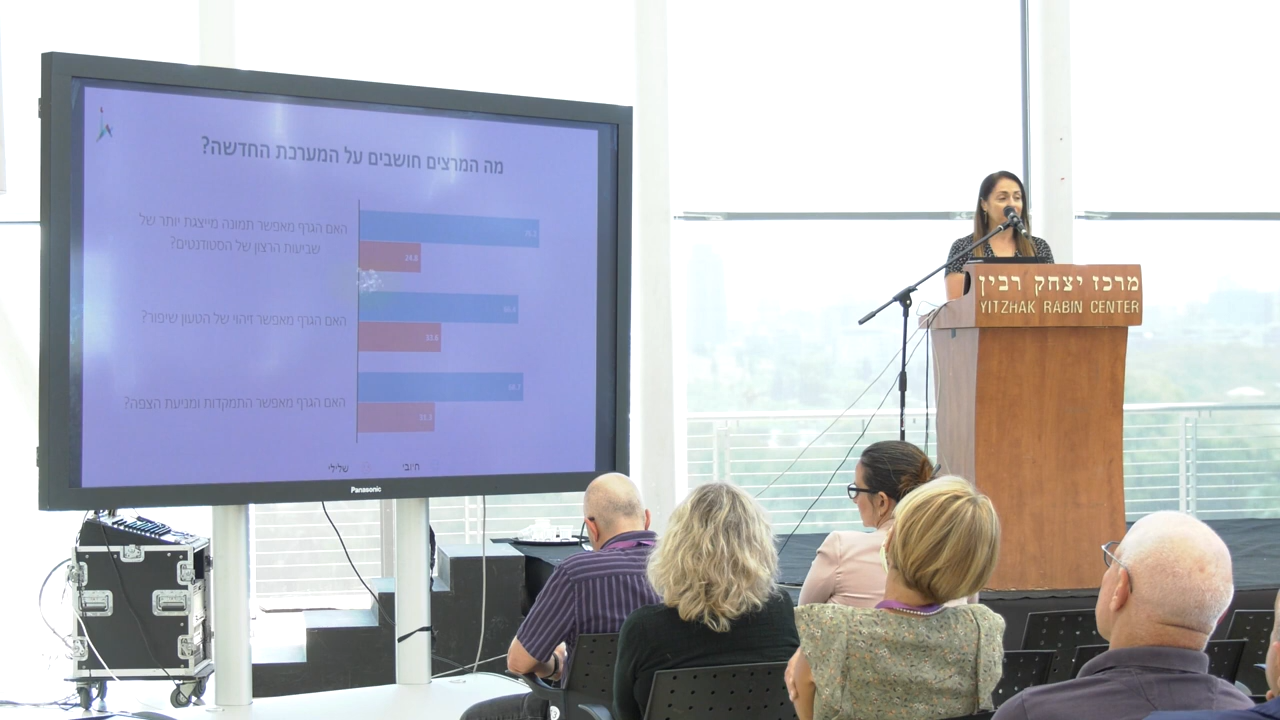 מה המרצים חושבים על המערכת החדשה?
האם הגרף מאפשר תמונה מייצגת יותר של
שביעות הרצון של הסטודנטים?
24.8
האם הגרף מאפשר זיהוי של הטעון שיפור?
האם הגרף מאפשר התמקדות ומניעת הצפה?
שלילי
חיובי
Panasonic
מרכז יצחק רבין
YITZHAK RABIN CENTER